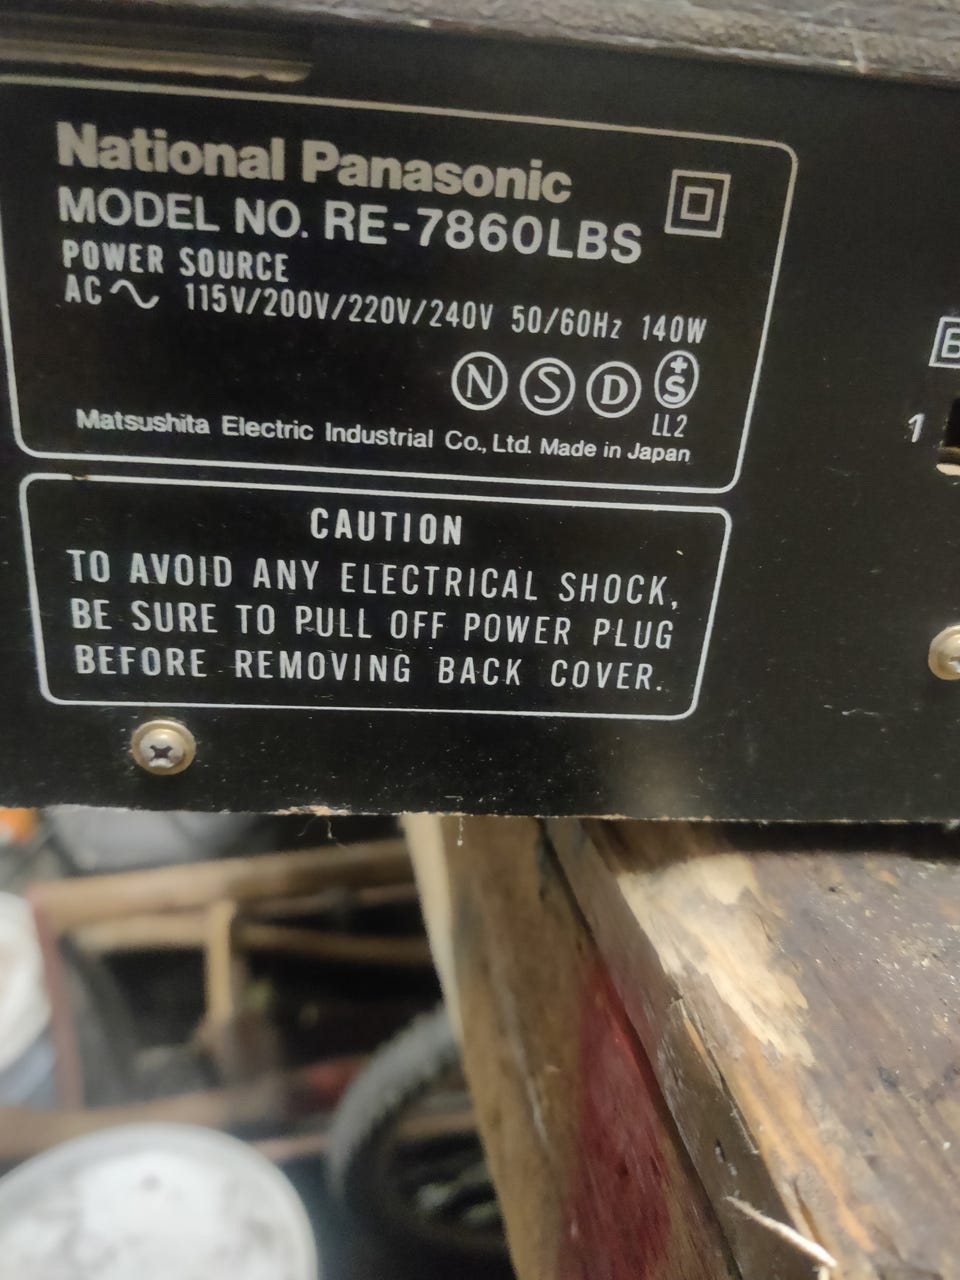 National Panasonic
MODEL NO. RE-7860LBS
POWER SOURCE
AC 115V/200V/220V/240V 50/60Hz 140W
N S D +S
LL2
Matsushita Electric Industrial Co., Ltd. Made in Japan
CAUTION
TO AVOID ANY ELECTRICAL SHOCK,
BE SURE TO PULL OFF POWER PLUG
BEFORE REMOVING BACK COVER.
1